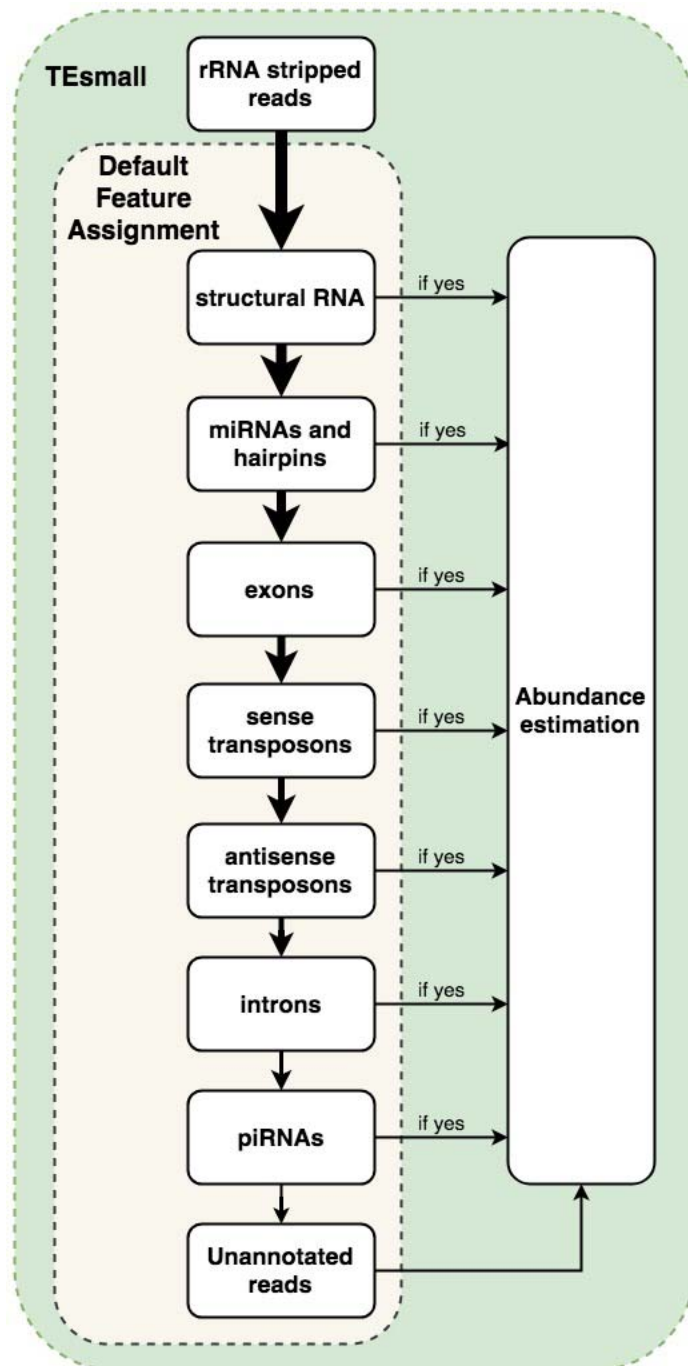 TEsmall
rRNA stripped
reads
Default
Feature
Assignment
structural RNA
if yes
miRNAs and
hairpins
if yes
exons
if yes
sense
transposons
if yes
Abundance
estimation
antisense
transposons
if yes
introns
if yes
piRNAs
if yes
Unannotated
reads